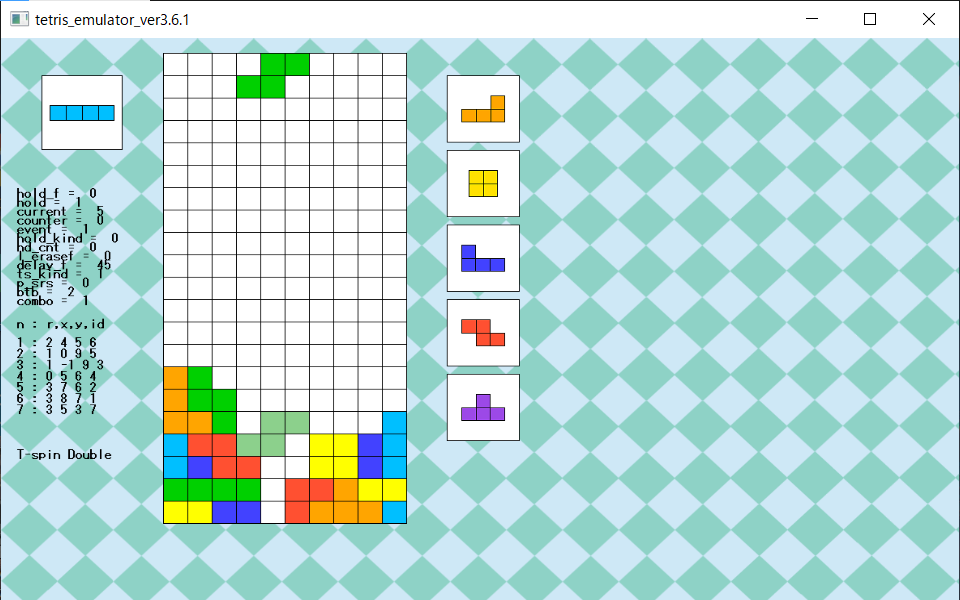 tetris_emulator_ver3.6.1
hold_f = 0
hold = 1
current = 5
counter = 0
event = 1
hold_kind = 0
hd_cnt = 0
l_erasef = 0
delay_f = 45
ts_kind = 1
p_srs = 0
btb = 2
combo = 1
n : r,x,y,id
1 : 2 4 5 6
2 : 1 0 9 5
3 : 1 -1 9 3
4 : 0 5 6 4
5 : 3 7 6 2
6 : 3 8 7 1
7 : 3 5 3 7
T-spin Double